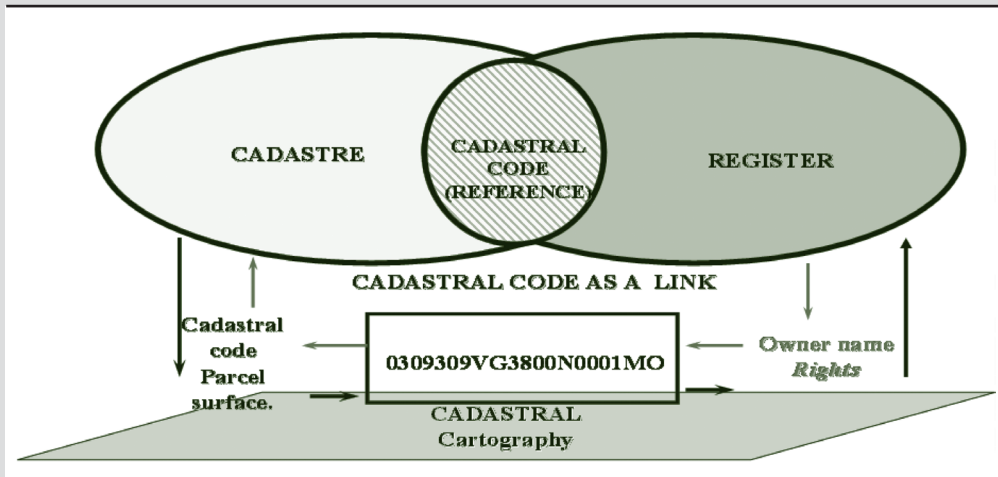 CADASTRE
CADASTRAL
CODE
(REFERENCE)
REGISTER
CADASTRAL CODE AS A LINK
Cadastral
code
Parcel
surface.
0309309VG3800N0001MO
Owner name
Rights
CADASTRAL
Cartography